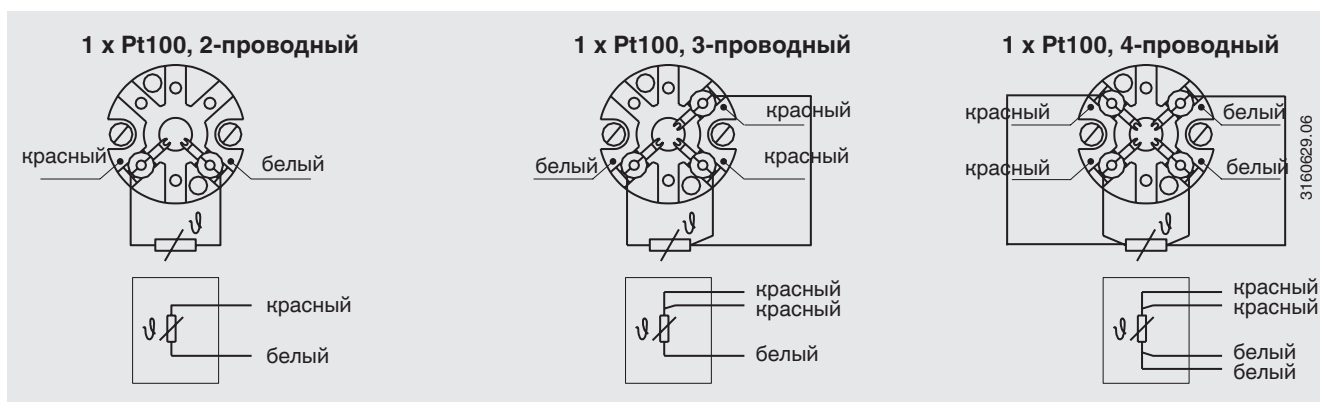 1 x Pt100, 2-проводный
красный
белый
ϑ
ϑ
красный
белый
1 x Pt100, 3-проводный
красный
белый
красный
ϑ
ϑ
красный
красный
белый
1 x Pt100, 4-проводный
красный
белый
красный
белый
ϑ
ϑ
красный
красный
белый
белый
3160629.06